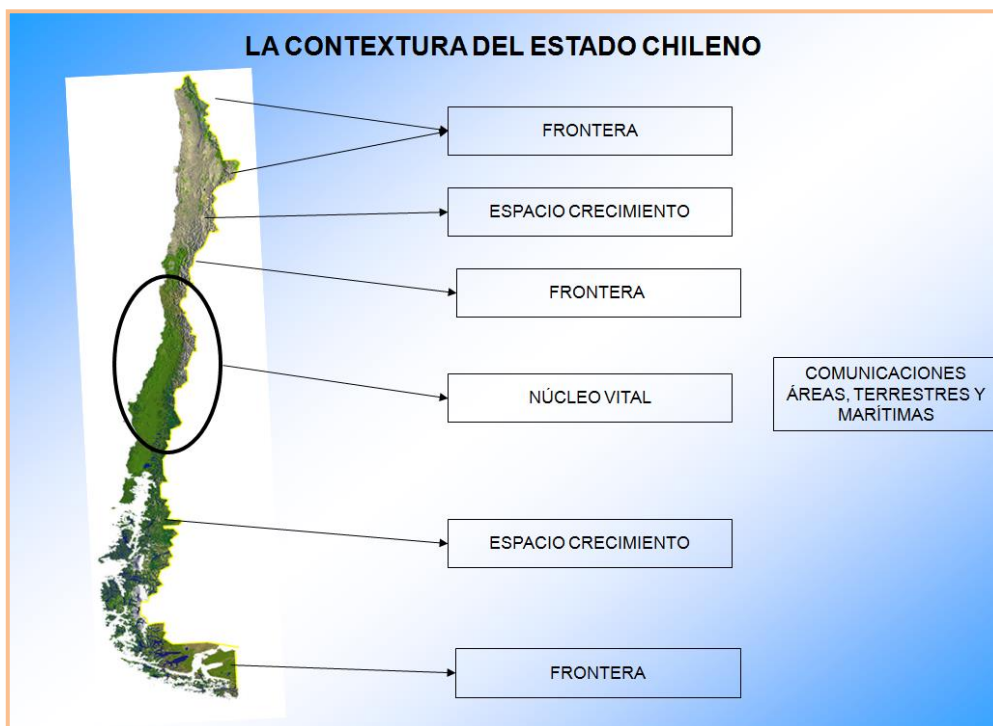 LA CONTEXTURA DEL ESTADO CHILENO
FRONTERA
ESPACIO CRECIMIENTO
FRONTERA
NÚCLEO VITAL
COMUNICACIONES
ÁREAS, TERRESTRES Y
MARÍTIMAS
ESPACIO CRECIMIENTO
FRONTERA